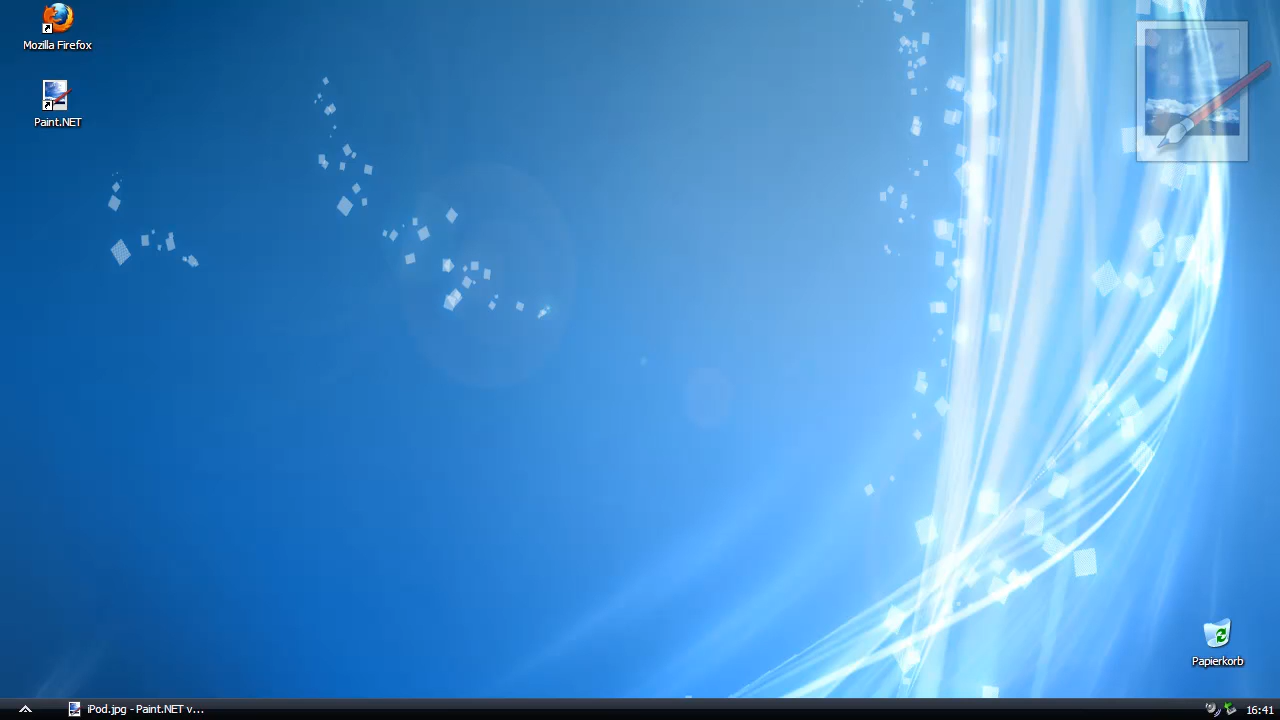 Mozilla Firefox
Paint.NET
Papierkorb
iPod.jpg - Paint.NET v...
16:41